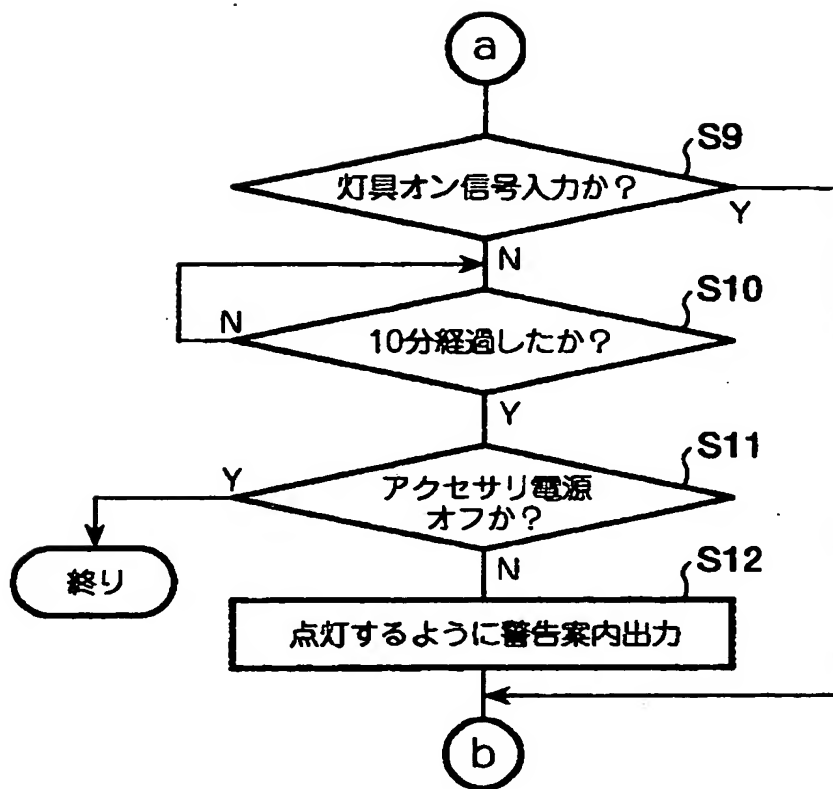 a
S9
灯具オン信号入力か？
Y
N
S10
N
10分経過したか？
Y
S11
Y
アクセサリ電源
オフか？
終り
N
S12
点灯するように警告案内出力
b